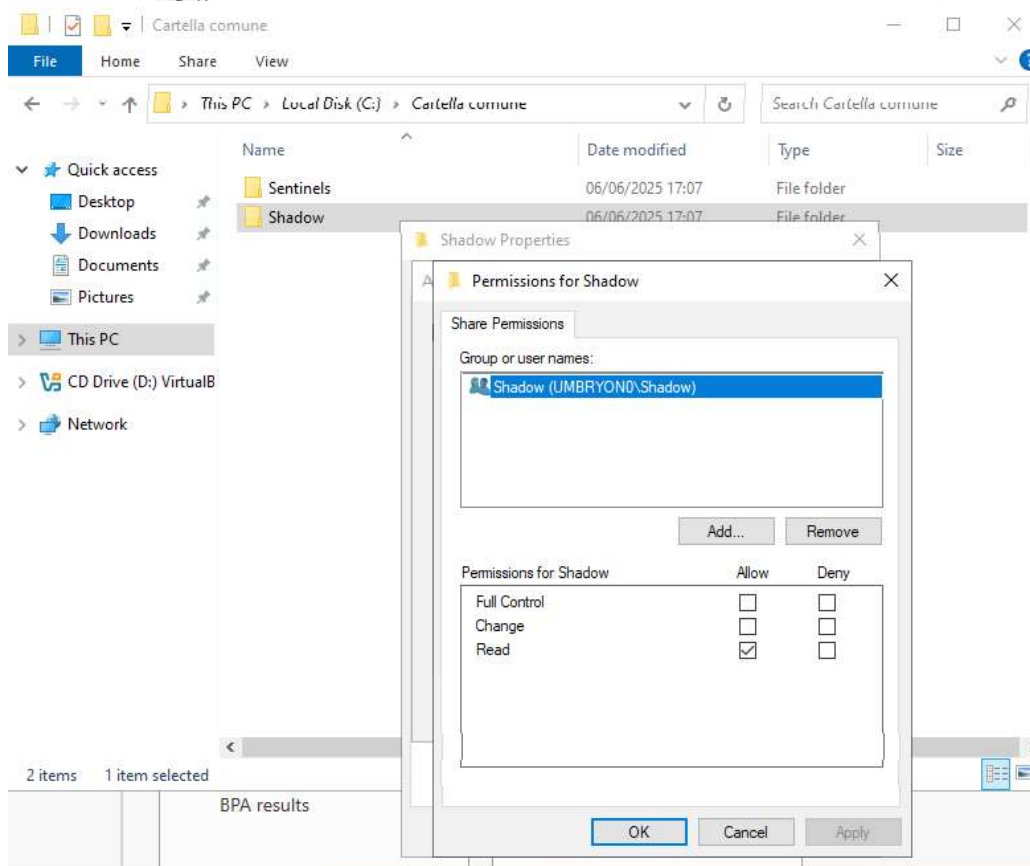 Cartella comune
File Home Share View
This PC > Local Disk (C:) > Cartella comune
Search Cartella comune
Name Date modified Type Size
Quick access
Desktop
Downloads
Documents
Pictures
This PC
CD Drive (D:) VirtualB
Network
Sentinels 06/06/2025 17:07 File folder
Shadow 06/06/2025 17:07 File folder
Shadow Properties
A
Permissions for Shadow
Share Permissions
Group or user names:
Shadow (UMBRYON0\Shadow)
Add... Remove
Permissions for Shadow Allow Deny
Full Control
Change
Read
OK Cancel Apply
2 items 1 item selected
BPA results